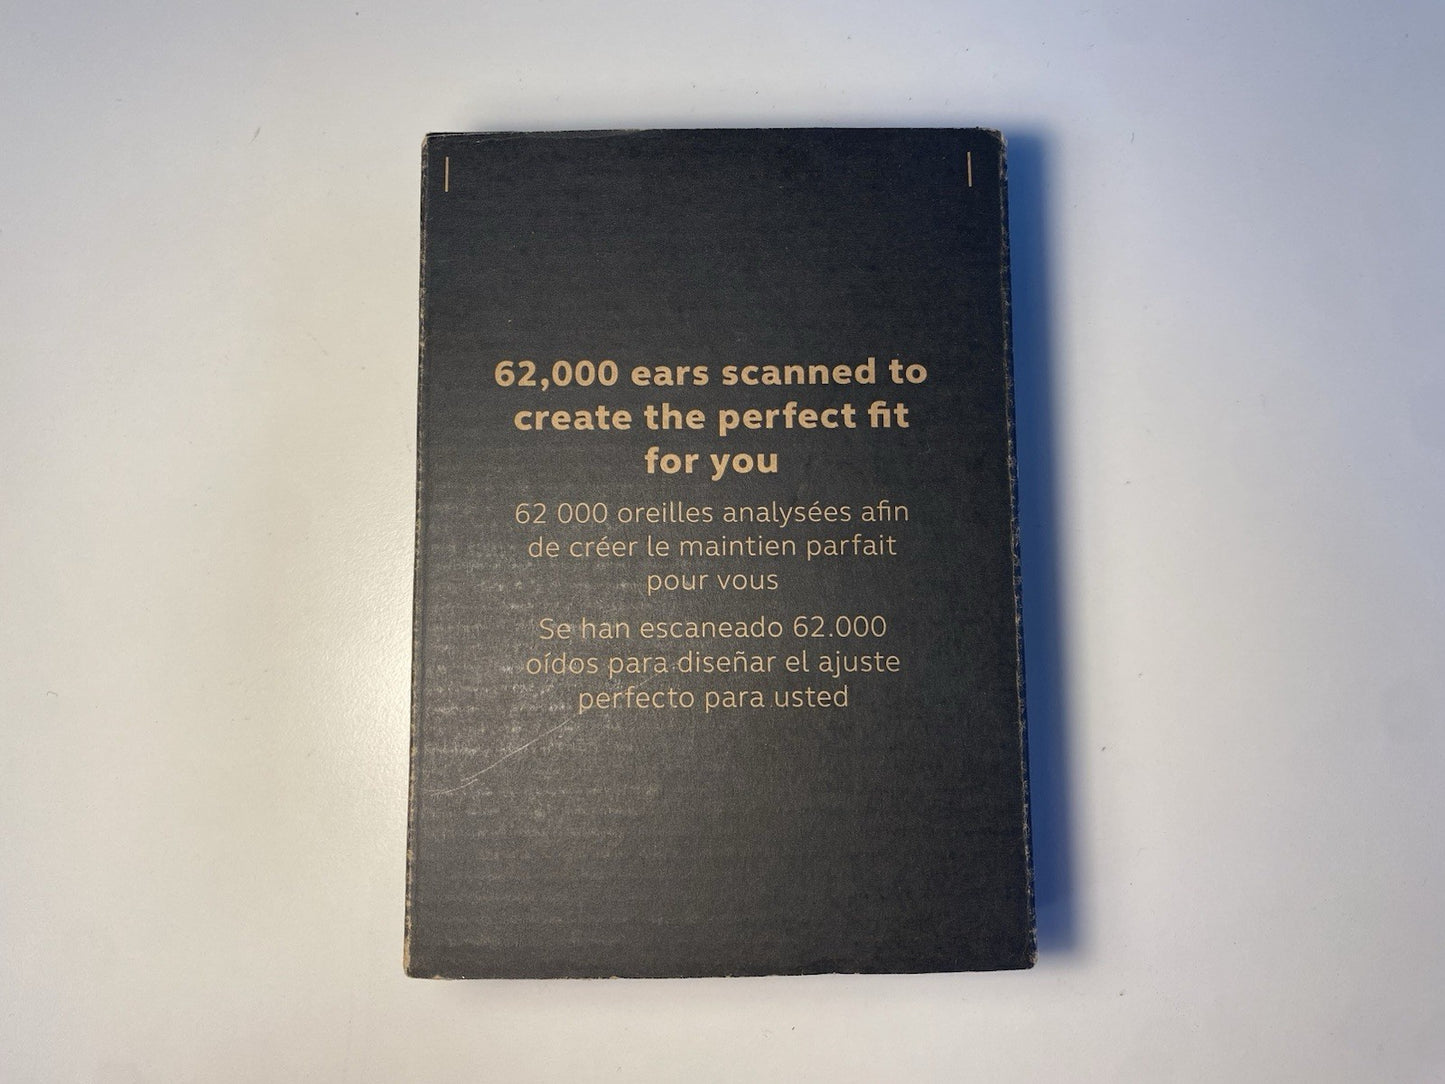 62,000 ears scanned to
create the perfect fit
for you
62 000 oreilles analysées afin
de créer le maintien parfait
pour vous
Se han escaneado 62.000
oídos para diseñar el ajuste
perfecto para usted